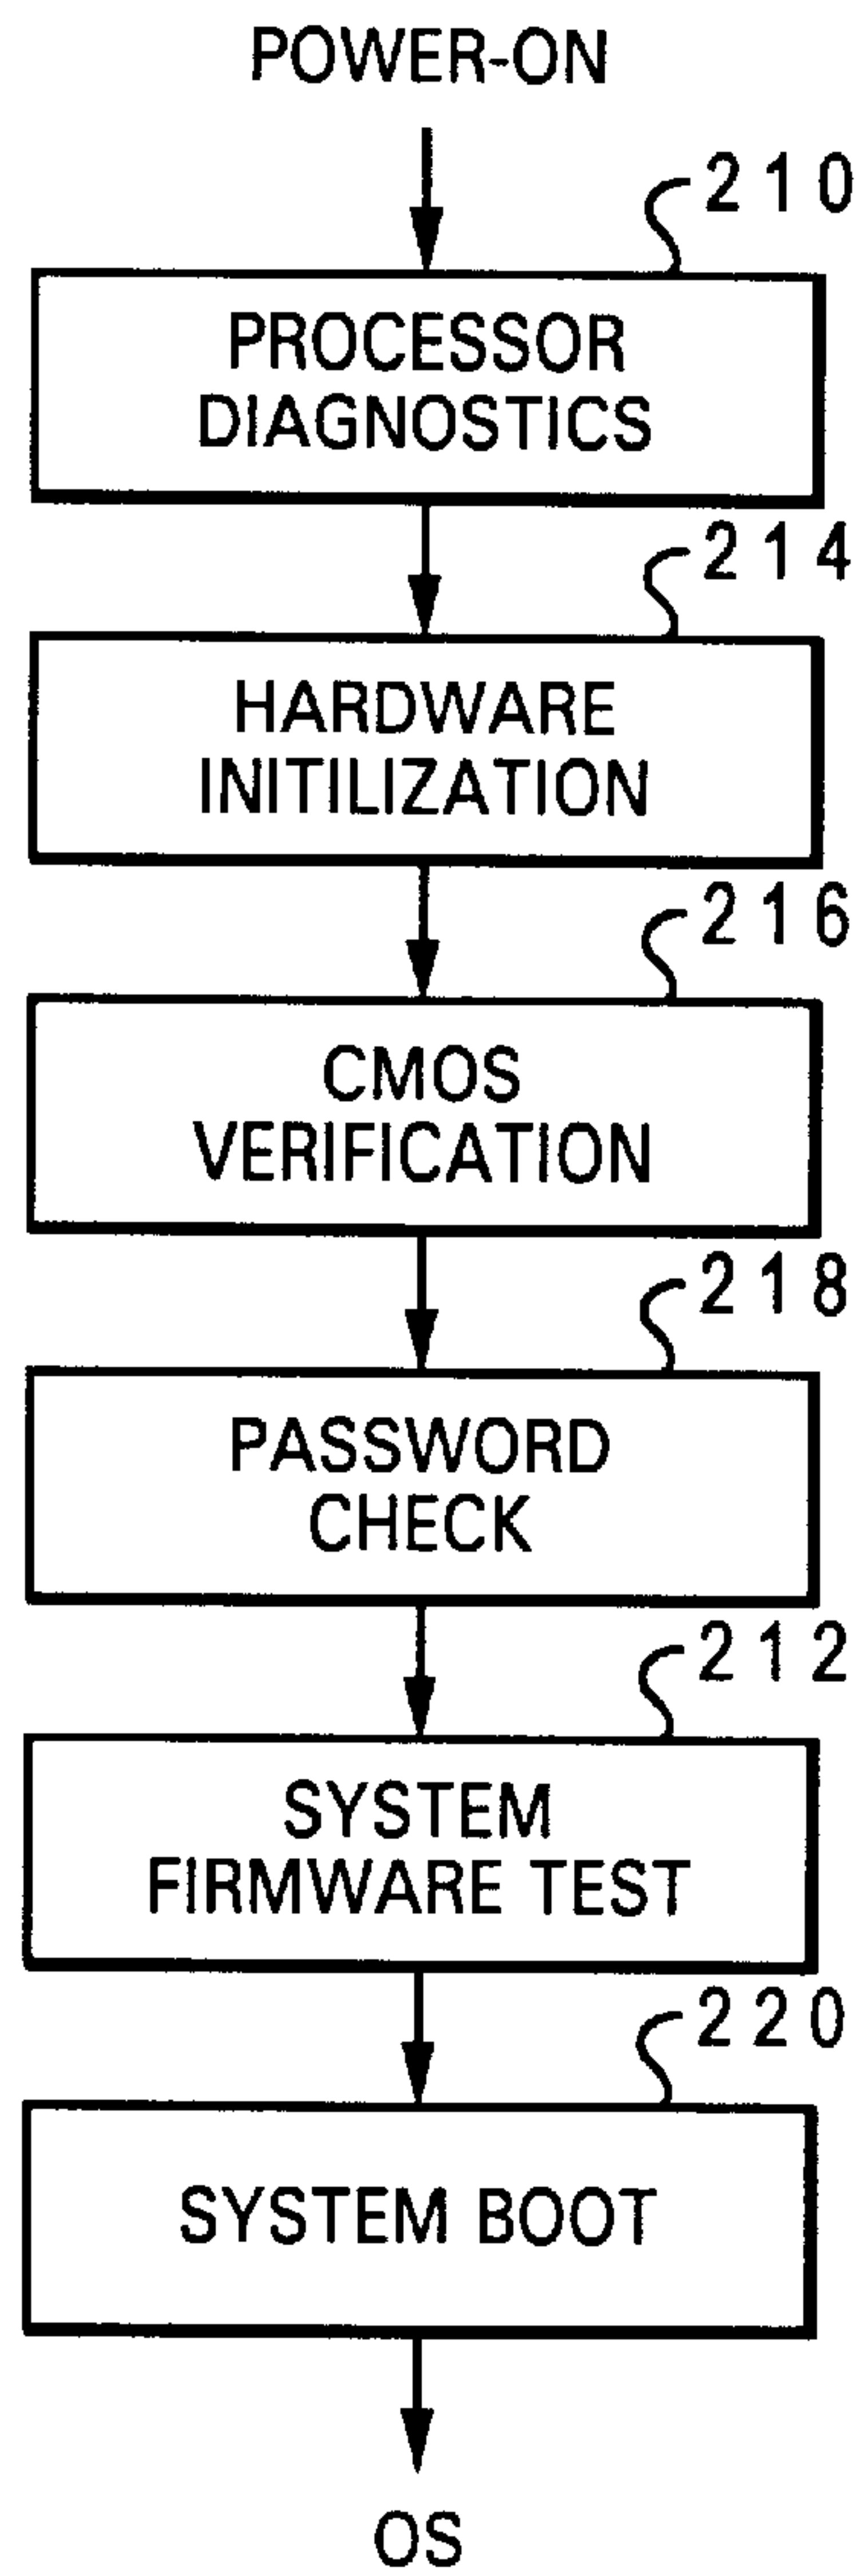 POWER-ON
210
PROCESSOR
DIAGNOSTICS
214
HARDWARE
INITILIZATION
216
CMOS
VERIFICATION
218
PASSWORD
CHECK
212
SYSTEM
FIRMWARE TEST
220
SYSTEM BOOT
OS